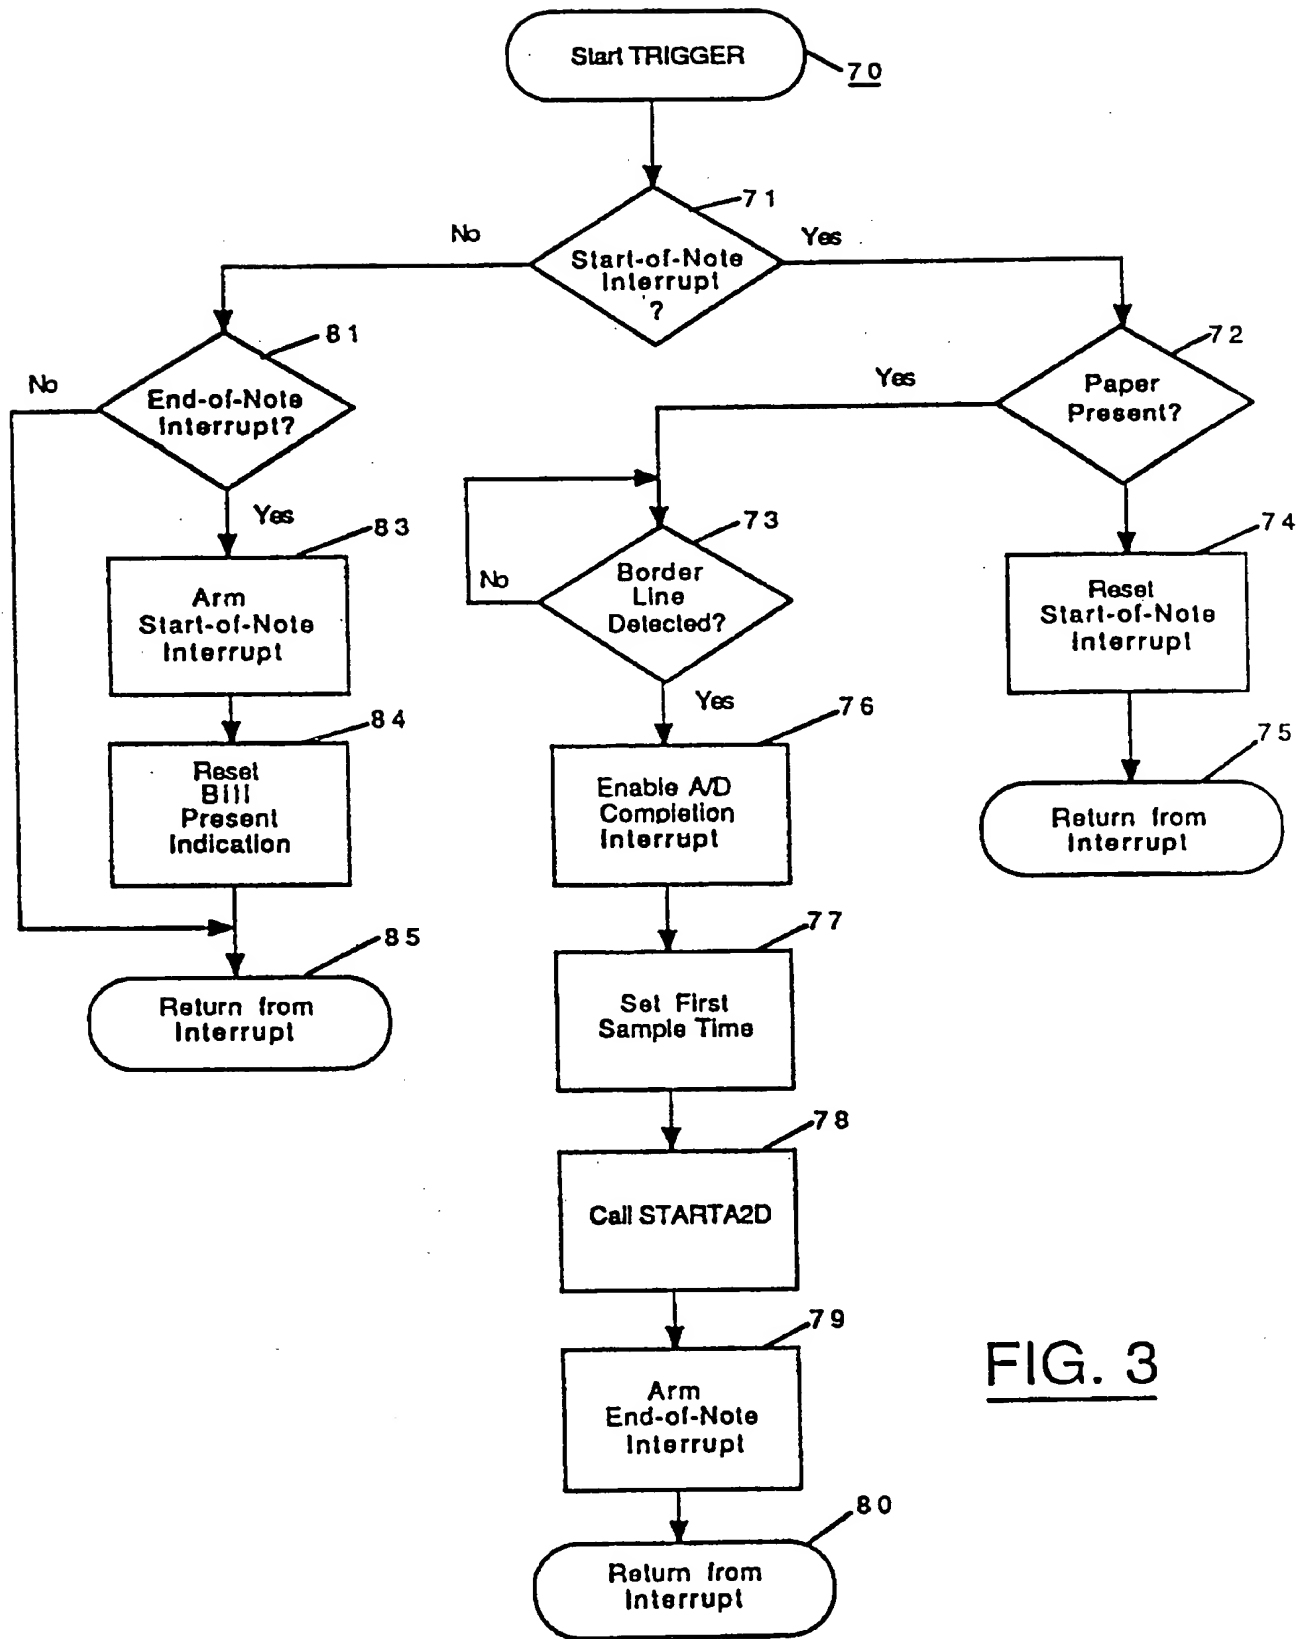 Start TRIGGER
70
71
No
Yes
Start-of-Note
Interrupt
?
81
72
No
End-of-Note
Interrupt?
Yes
Paper
Present?
Yes
83
73
74
Arm
Start-of-Note
Interrupt
No
Border
Line
Detected?
Reset
Start-of-Note
Interrupt
84
Yes
76
75
Reset
Bill
Present
Indication
Enable A/D
Completion
Interrupt
Return from
Interrupt
85
77
Return from
Interrupt
Set First
Sample Time
78
Call STARTA2D
79
Arm
End-of-Note
Interrupt
FIG. 3
80
Return from
Interrupt